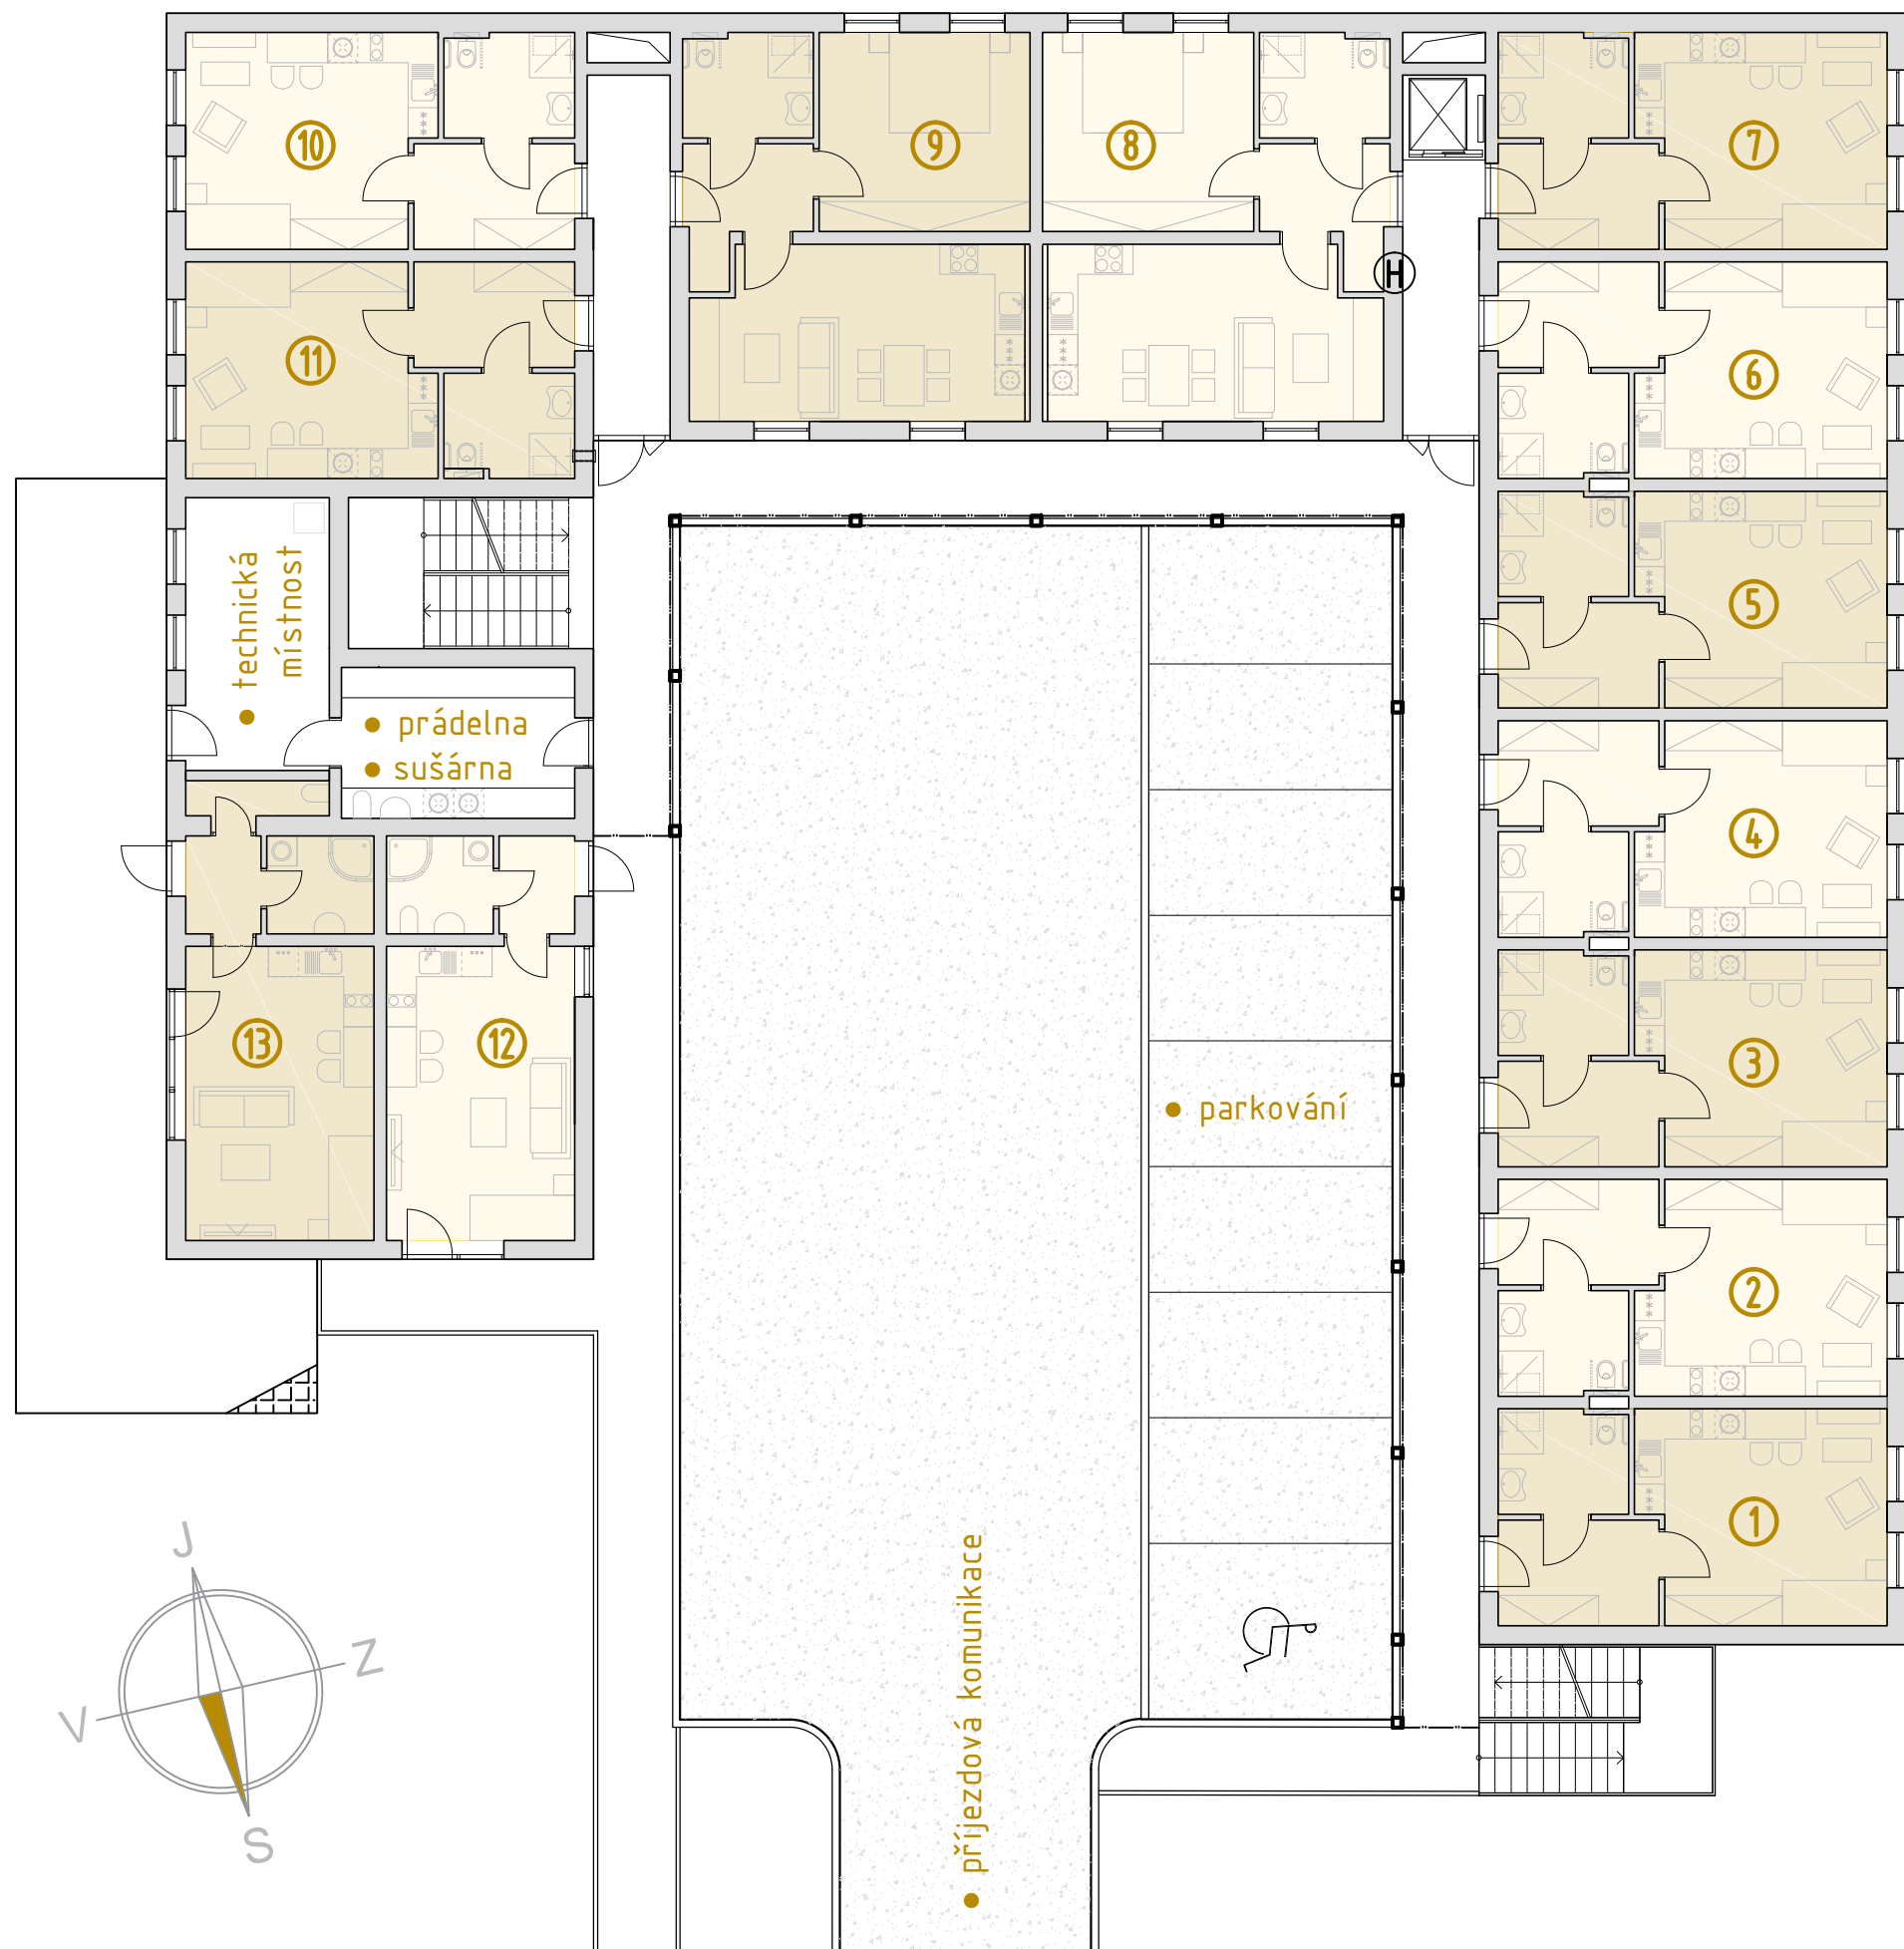 10
9
8
7
H
11
6
5
● technická
místnost
● prádelna
● sušárna
4
13
12
3
● parkování
2
1
● příjezdová komunikace
J
Z
V
S